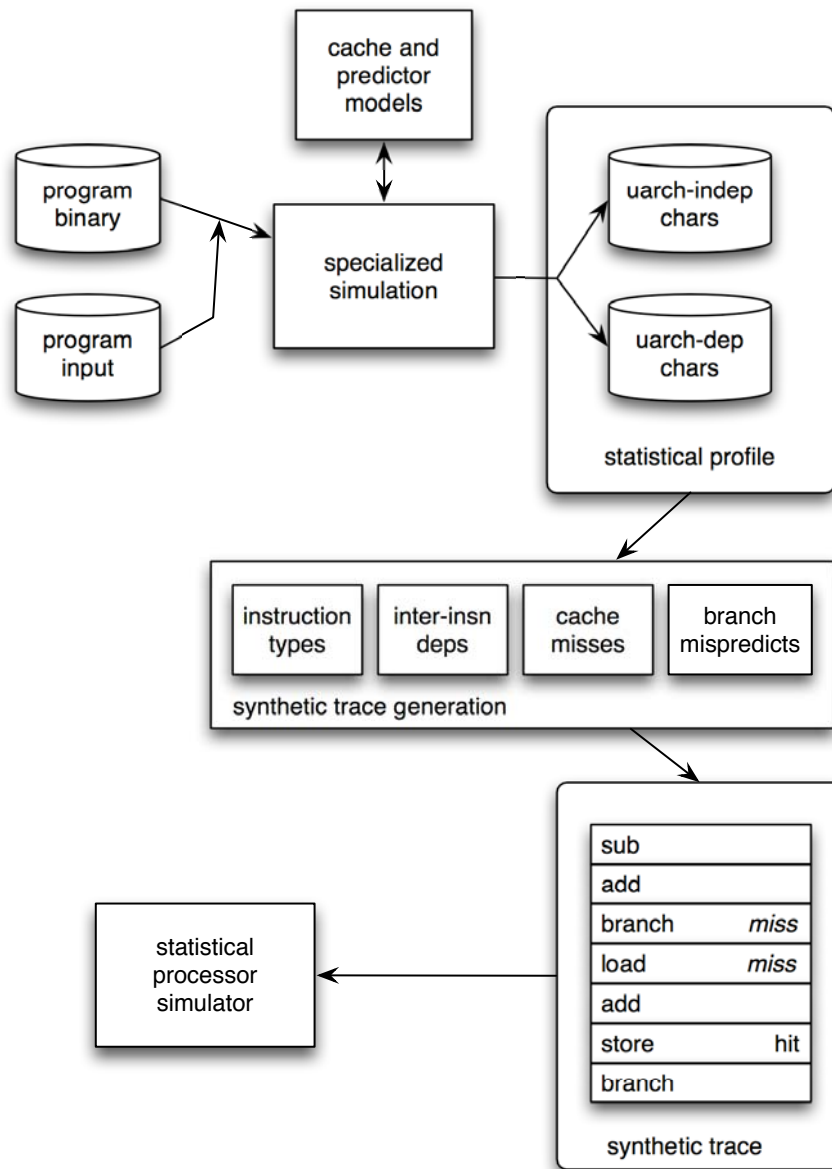 cache and
predictor
models
program
binary
program
input
specialized
simulation
uarch-indep
chars
uarch-dep
chars
statistical profile
instruction
types
inter-insn
deps
cache
misses
branch
mispredicts
synthetic trace generation
sub
add
branch miss
load miss
add
store hit
branch
synthetic trace
statistical
processor
simulator